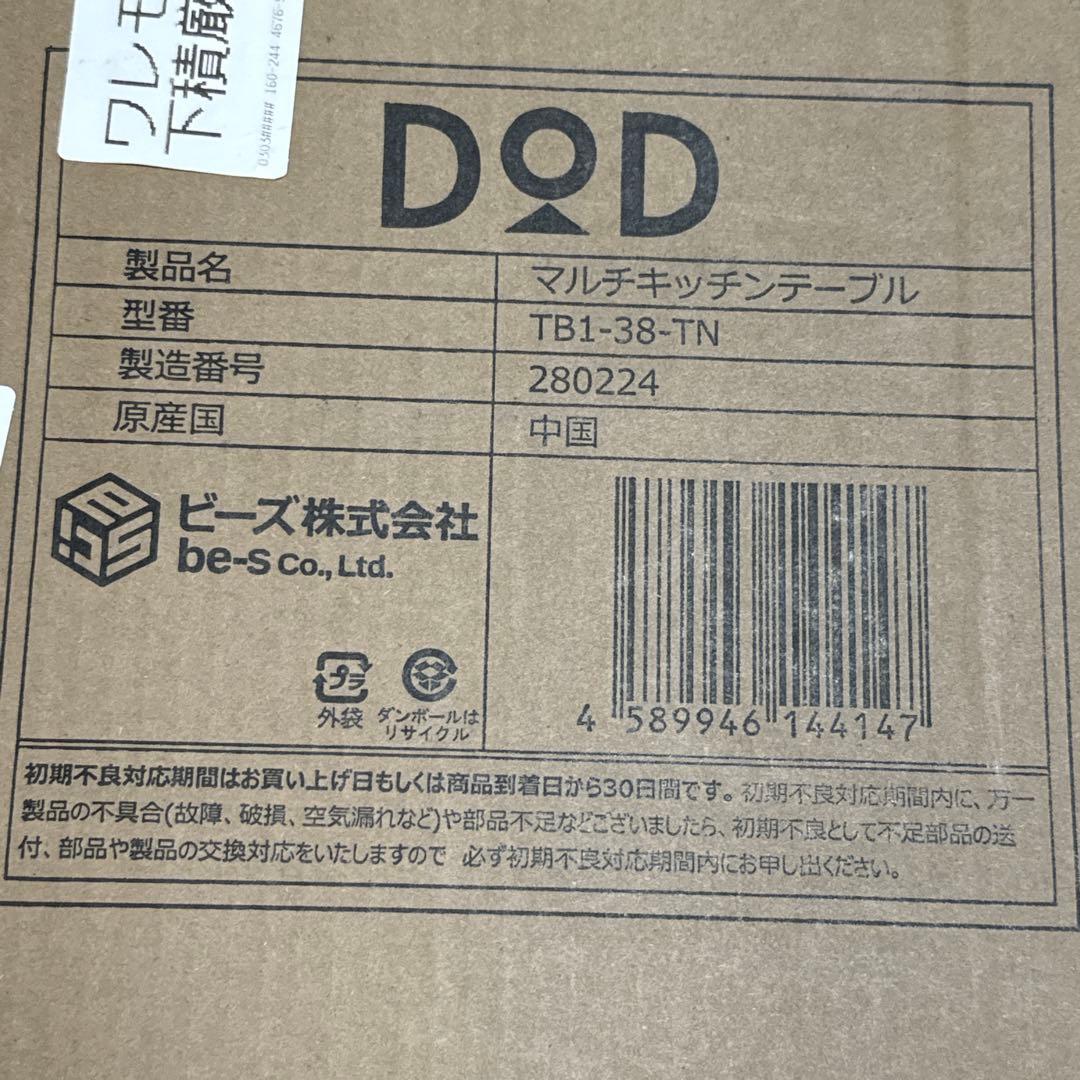 ワレモ
下積厳
0303##### 160-244 4676-
DOD
製品名 マルチキッチンテーブル
型番 TB1-38-TN
製造番号 280224
原産国 中国
ビーズ株式会社
be-s Co., Ltd.
プラ
外袋
ダンボールは
リサイクル
4 589946 144147
初期不良対応期間はお買い上げ日もしくは商品到着日から30日間です。初期不良対応期間内に、万一
製品の不具合(故障、破損、空気漏れなど)や部品不足などございましたら、初期不良として不足部品の送
付、部品や製品の交換対応をいたしますので 必ず初期不良対応期間内にお申し出ください。